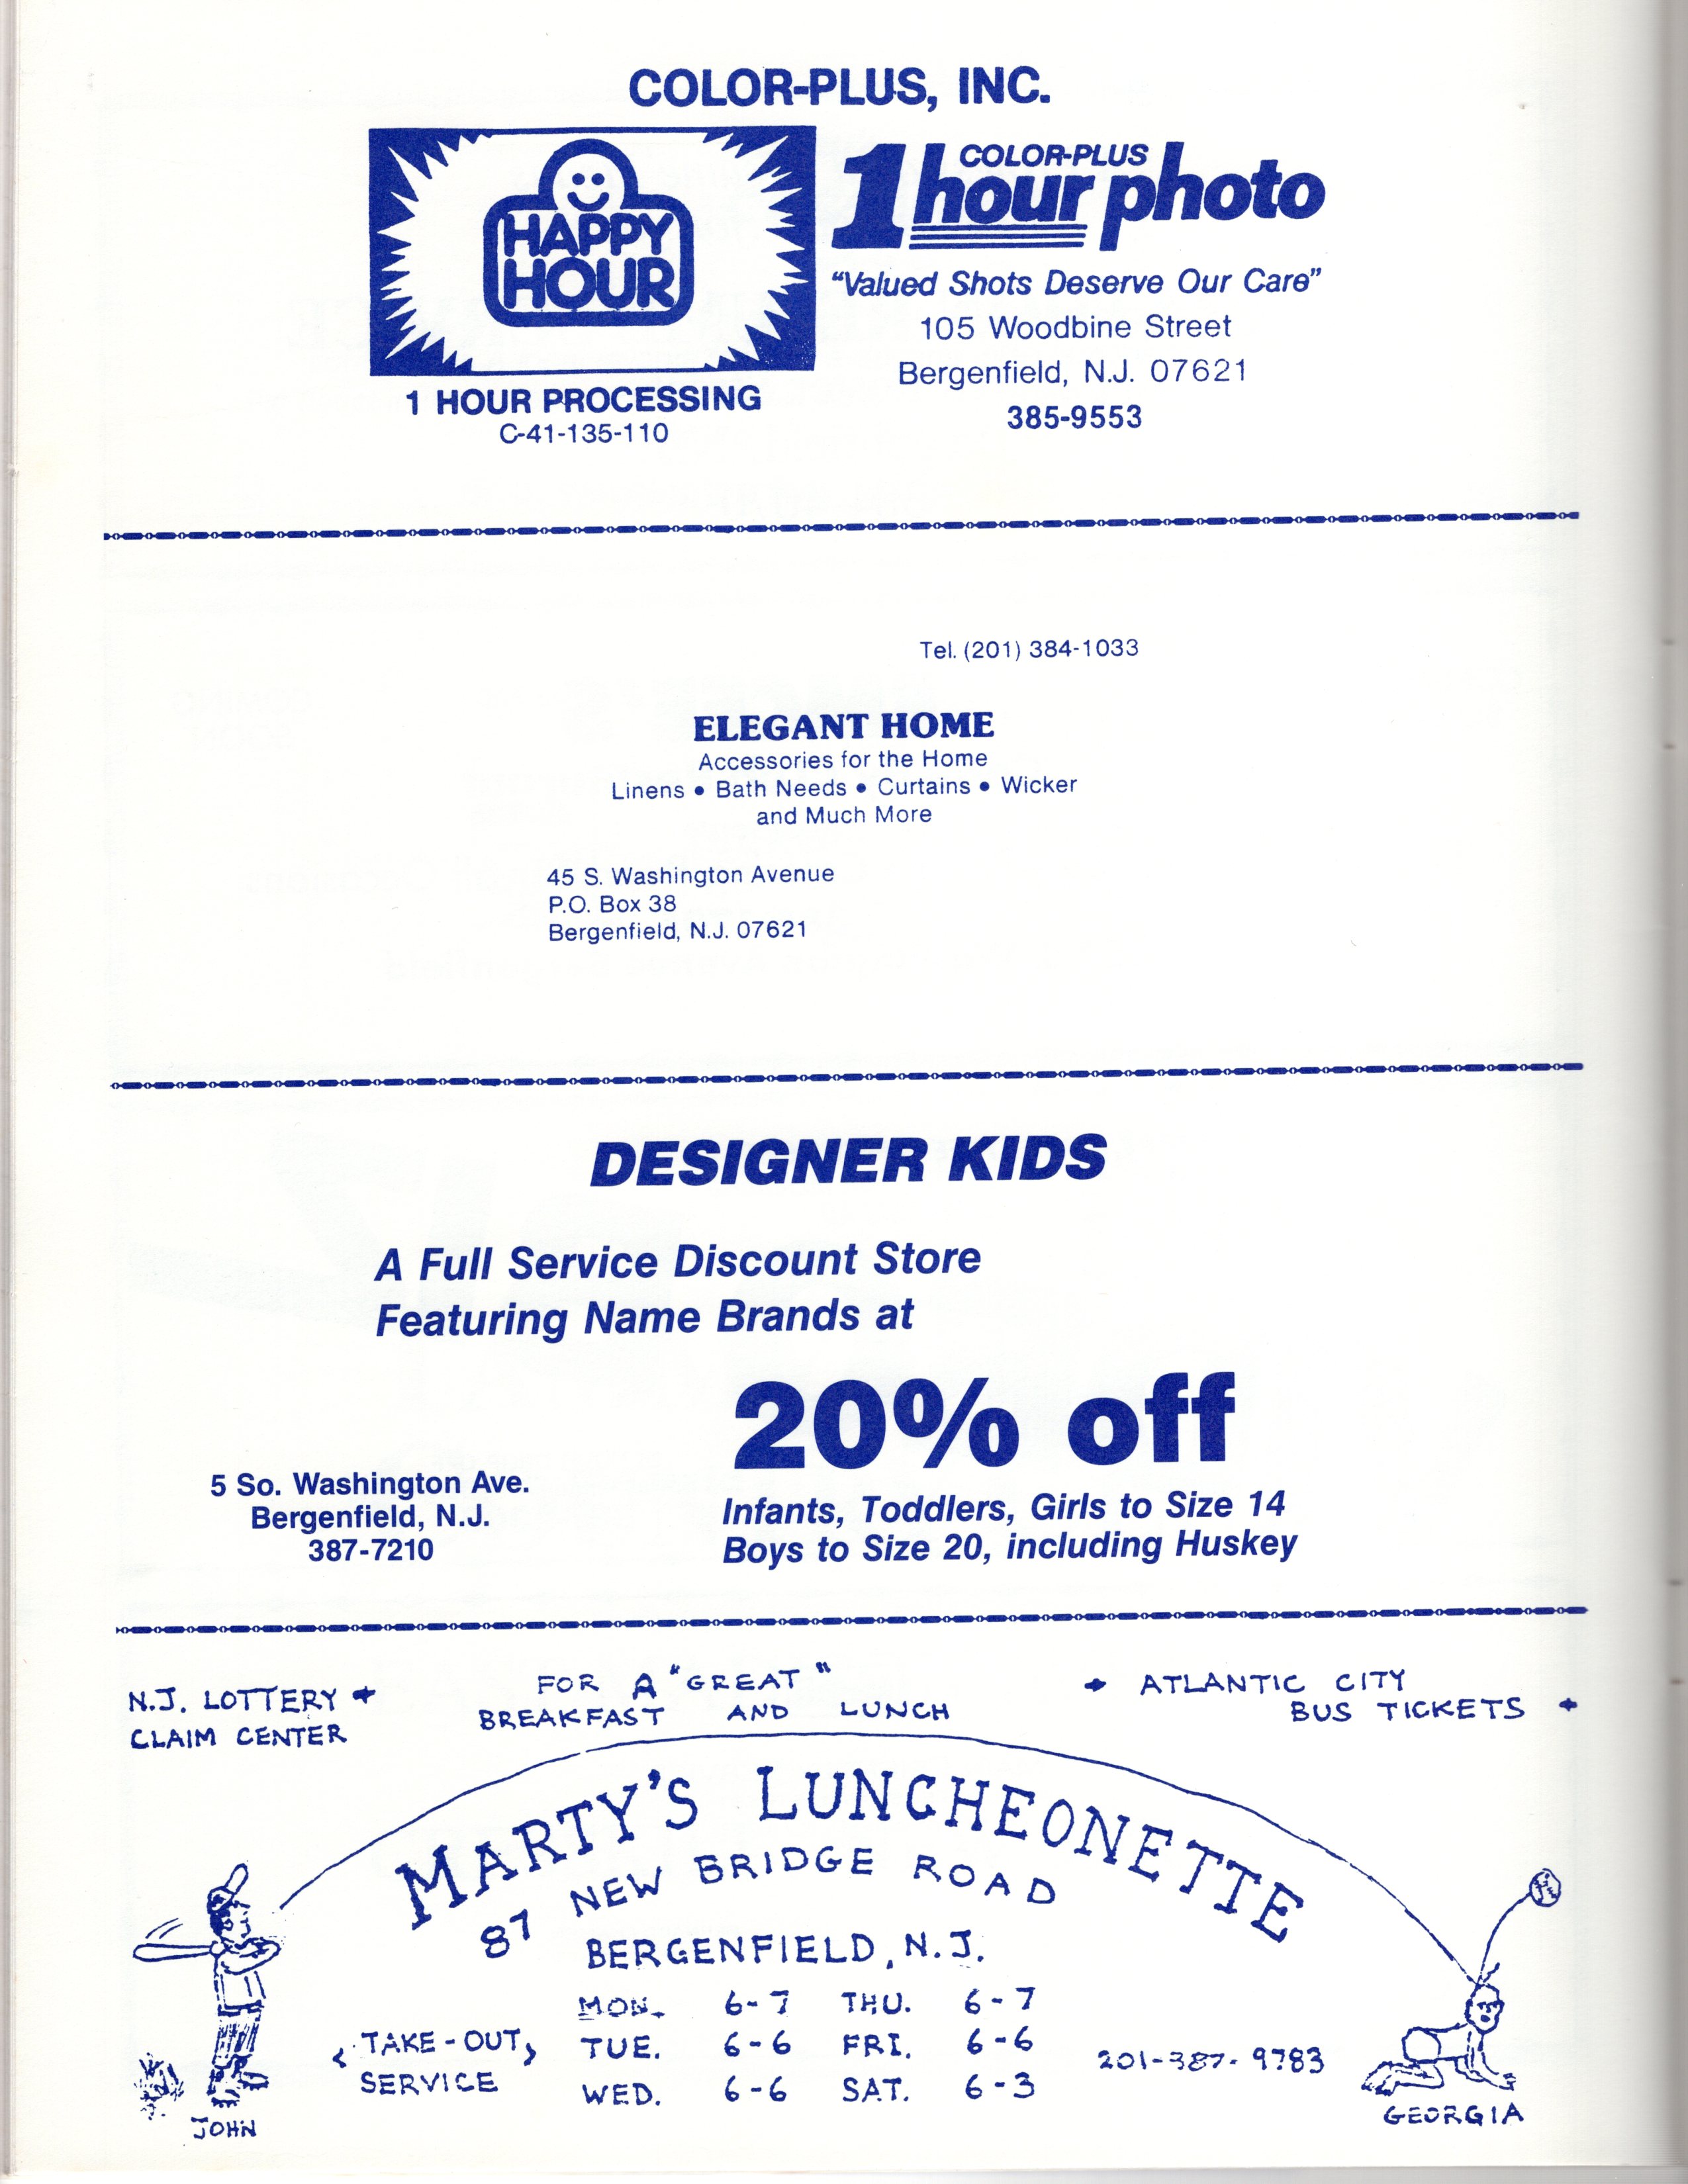 COLOR-PLUS, INC.
HAPPY
HOUR
1 HOUR PROCESSING
C-41-135-110
COLOR-PLUS
1 hour photo
“Valued Shots Deserve Our Care”
105 Woodbine Street
Bergenfield, N.J. 07621
385-9553
Tel. (201) 384-1033
ELEGANT HOME
Accessories for the Home
Linens • Bath Needs • Curtains • Wicker
and Much More
45 S. Washington Avenue
P.O. Box 38
Bergenfield, N.J. 07621
DESIGNER KIDS
A Full Service Discount Store
Featuring Name Brands at
20% off
5 So. Washington Ave.
Bergenfield, N.J.
387-7210
Infants, Toddlers, Girls to Size 14
Boys to Size 20, including Huskey
N.J. LOTTERY
CLAIM CENTER
FOR A "GREAT"
BREAKFAST AND LUNCH
ATLANTIC CITY
BUS TICKETS
MARTY'S LUNCHEONETTE
87 NEW BRIDGE ROAD
BERGENFIELD, N.J.
MON. 6-7 THU. 6-7
TUE. 6-6 FRI. 6-6
WED. 6-6 SAT. 6-3
TAKE-OUT
SERVICE
201-387-9783
JOHN
GEORGIA